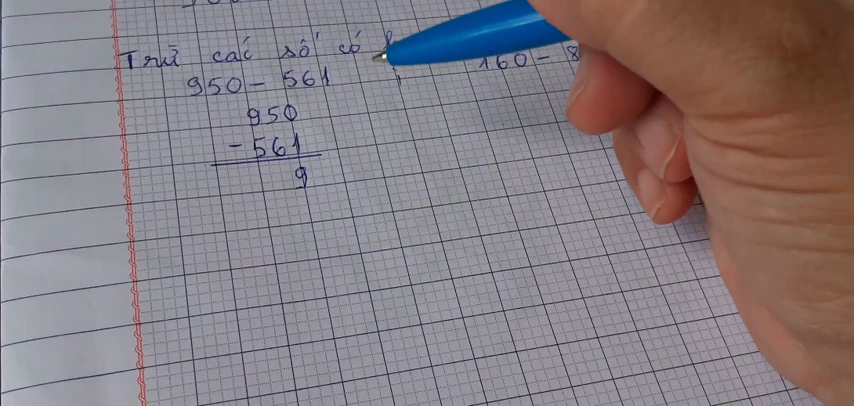 Trừ các số có
950 - 561
160 - 8
950
- 561
9